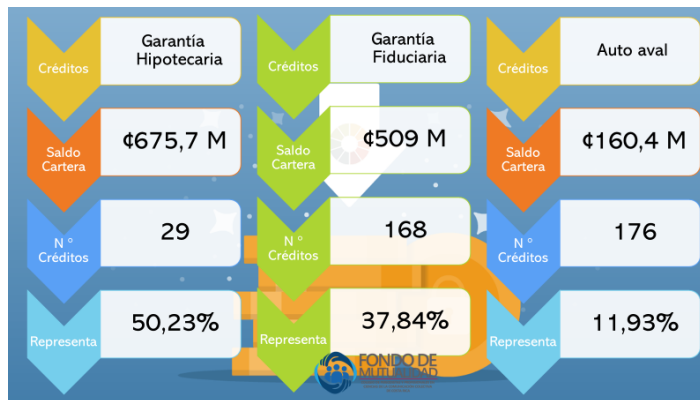 Créditos
Garantía
Hipotecaria
Saldo
Cartera
¢675,7 M
N º
Créditos
29
Representa
50,23%
Créditos
Garantía
Fiduciaria
Saldo
Cartera
¢509 M
N º
Créditos
168
Representa
37,84%
Créditos
Auto aval
Saldo
Cartera
¢160,4 M
N º
Créditos
176
Representa
11,93%
FONDO DE
MUTUALIDAD